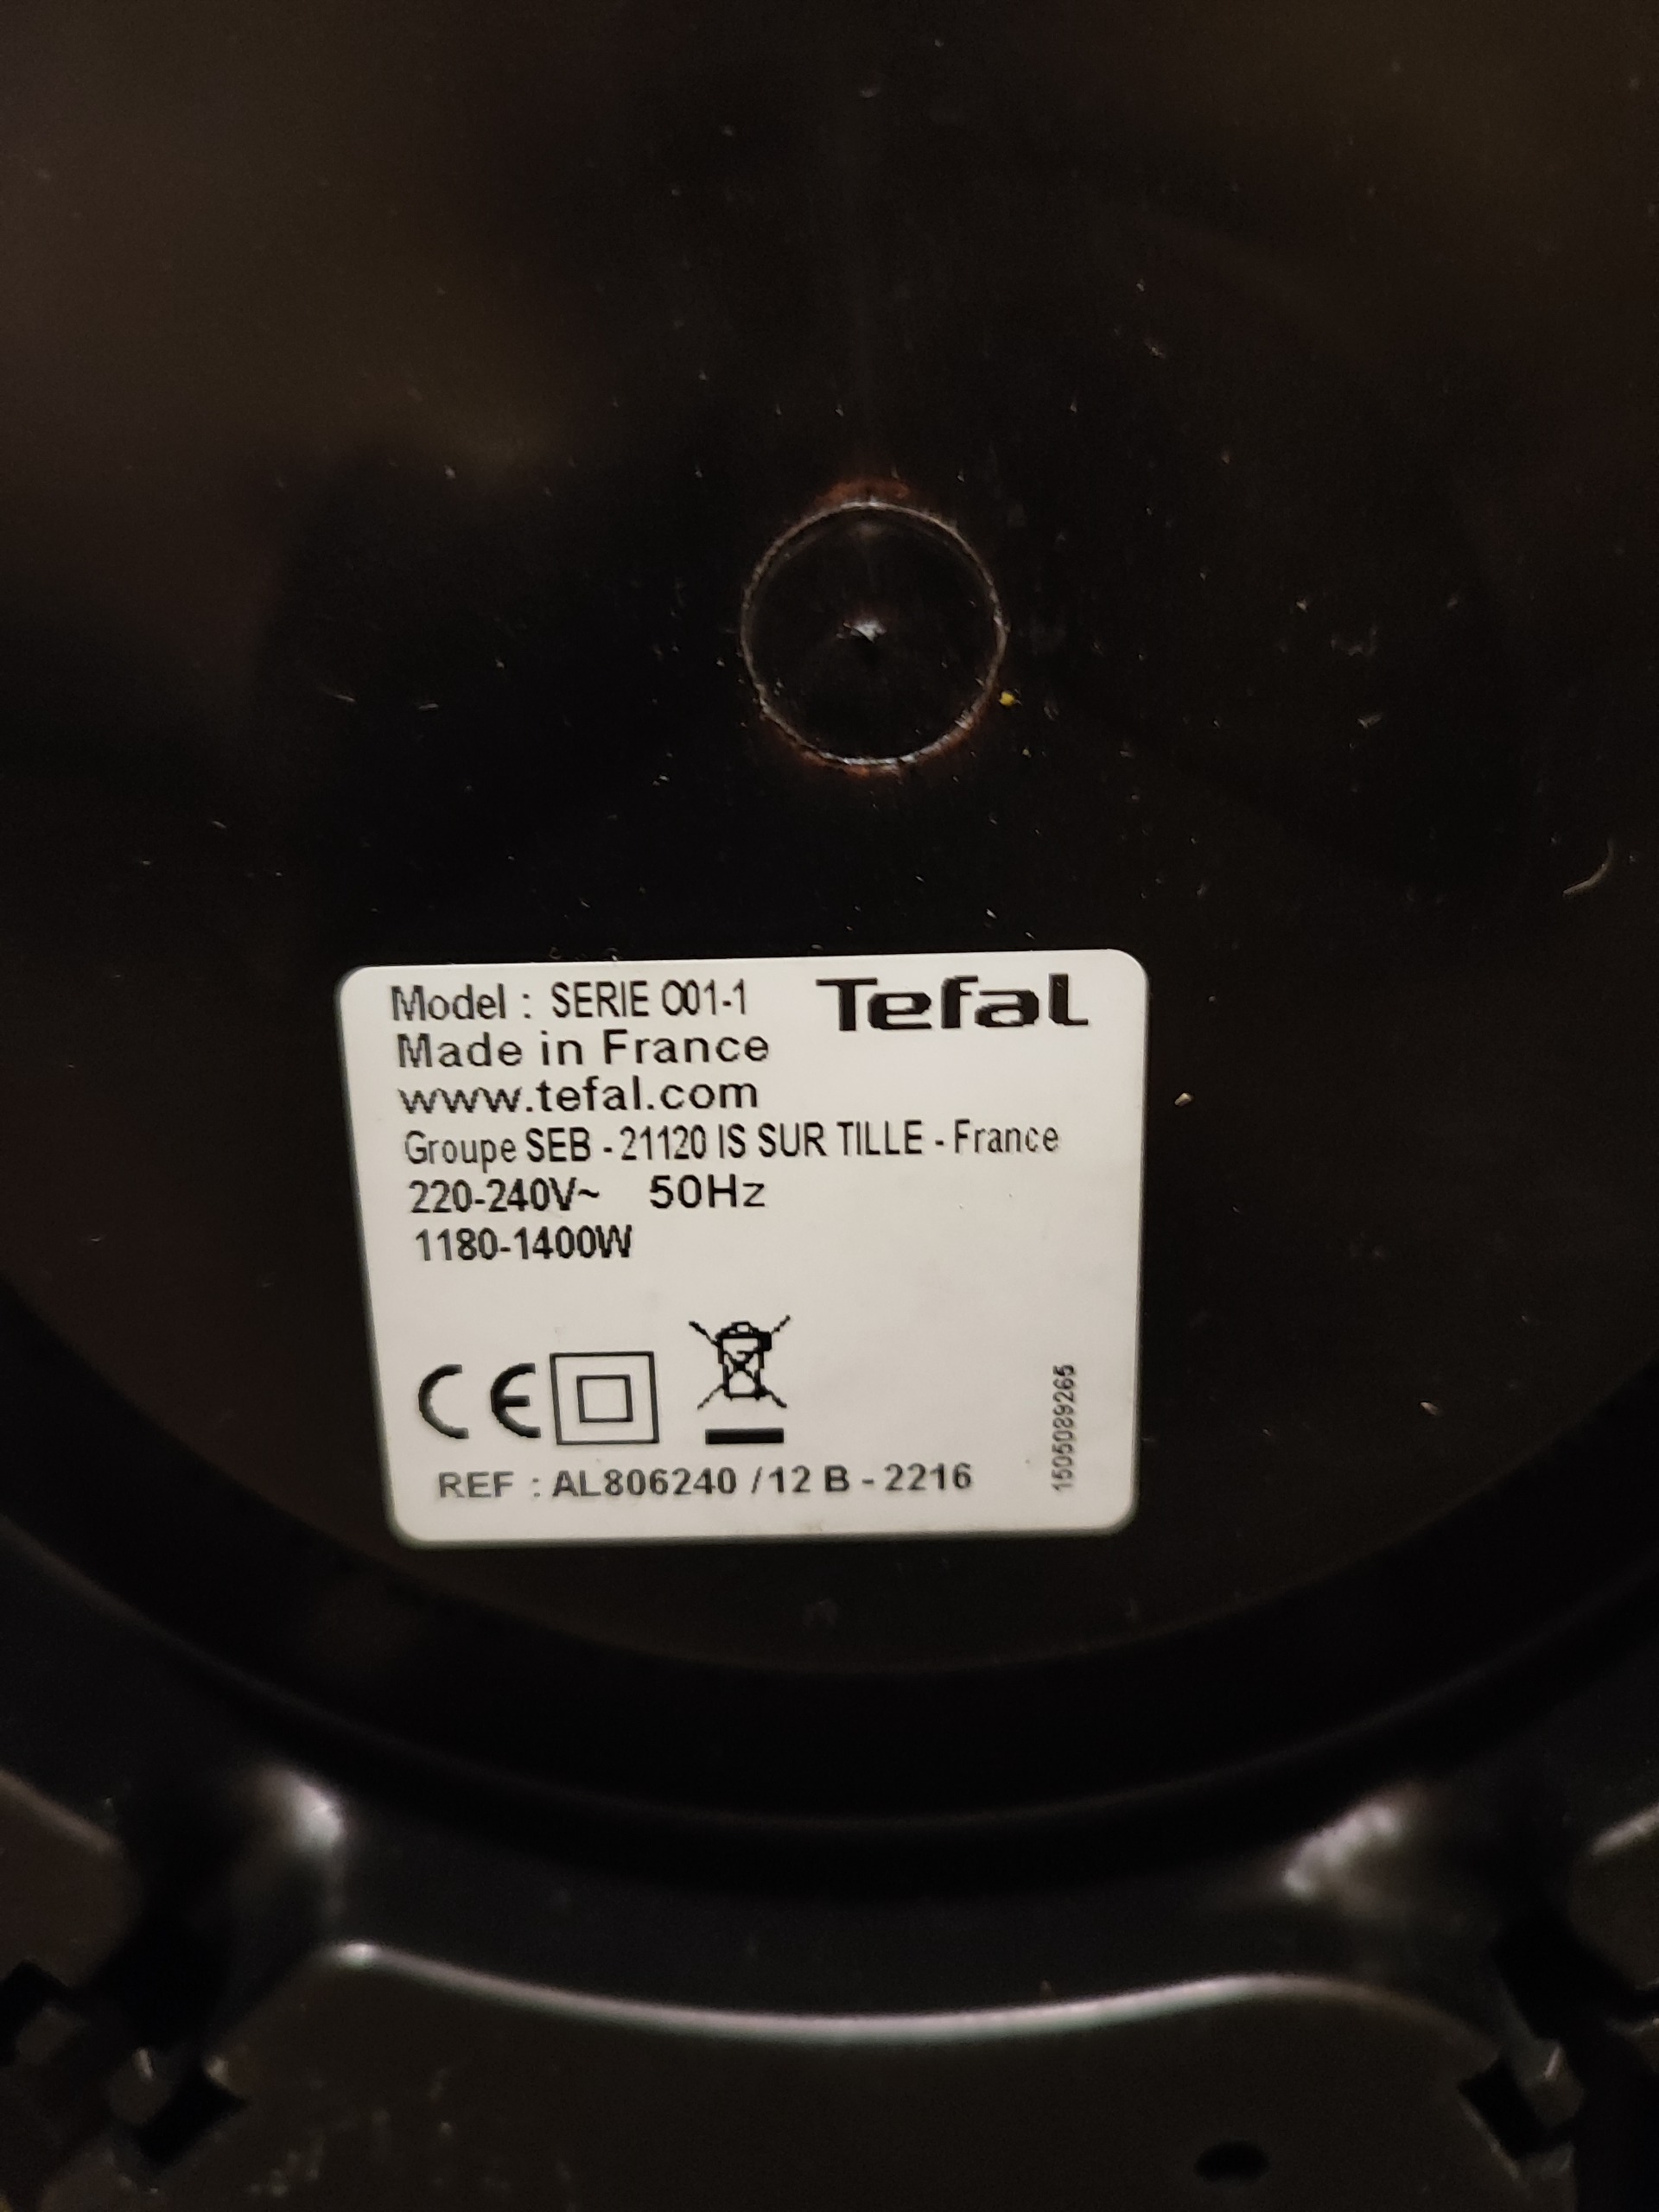 Model : SERIE O01-1 Tefal
Made in France
www.tefal.com
Groupe SEB - 21120 IS SUR TILLE - France
220-240V~ 50Hz
1180-1400W
CE
REF : AL806240 /12 B - 2216
1505089265